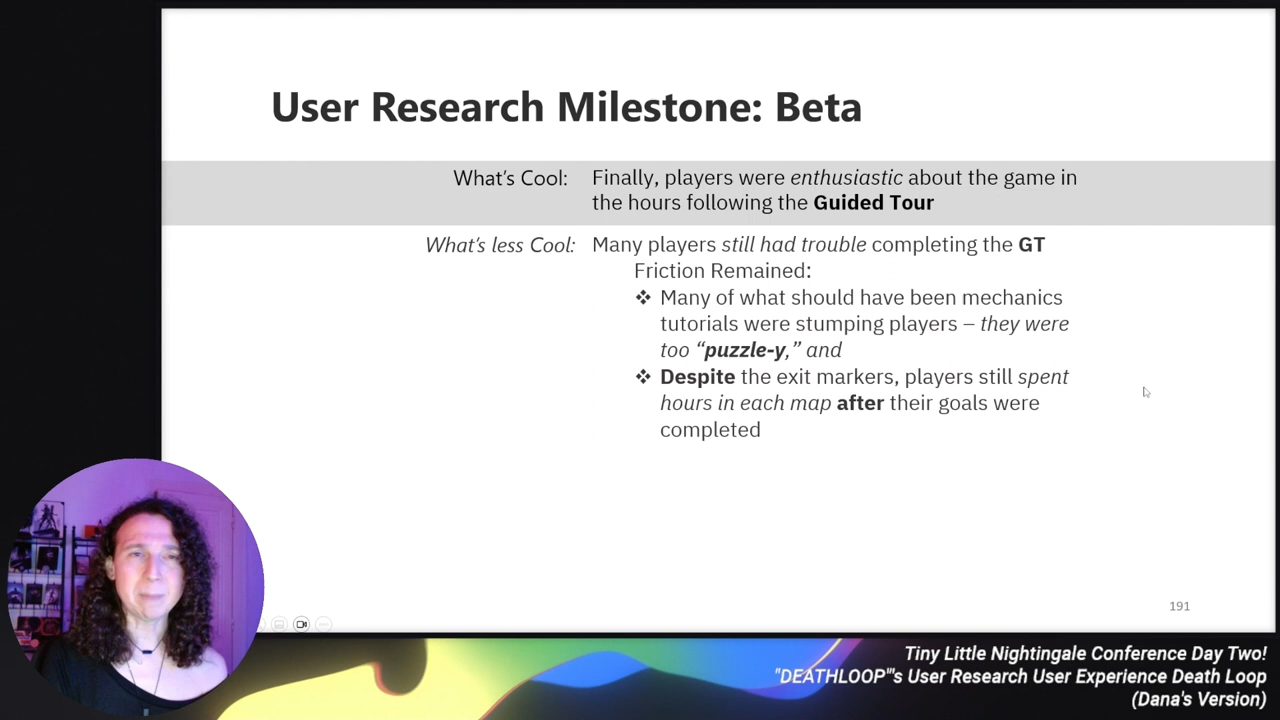 User Research Milestone: Beta
What's Cool: Finally, players were enthusiastic about the game in
the hours following the Guided Tour
What's less Cool: Many players still had trouble completing the GT
Friction Remained:
❖ Many of what should have been mechanics
tutorials were stumping players – they were
too “puzzle-y,” and
❖ Despite the exit markers, players still spent
hours in each map after their goals were
completed
191
Tiny Little Nightingale Conference Day Two!
"DEATHLOOP"'s User Research User Experience Death Loop
(Dana's Version)